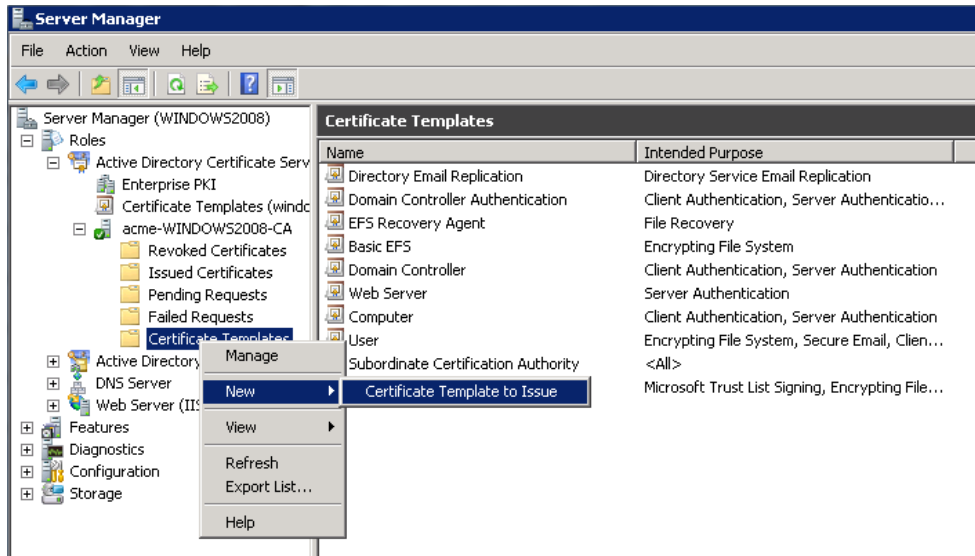 Server Manager
File Action View Help
Server Manager (WINDOWS2008)
Roles
Active Directory Certificate Serv
Enterprise PKI
Certificate Templates (windc
acme-WINDOWS2008-CA
Revoked Certificates
Issued Certificates
Pending Requests
Failed Requests
Certificate Templates
Active Directory
DNS Server
Web Server (IIS
Features
Diagnostics
Configuration
Storage
Manage
New
View
Refresh
Export List...
Help
Certificate Template to Issue
Certificate Templates
Name Intended Purpose
Directory Email Replication Directory Service Email Replication
Domain Controller Authentication Client Authentication, Server Authenticatio...
EFS Recovery Agent File Recovery
Basic EFS Encrypting File System
Domain Controller Client Authentication, Server Authentication
Web Server Server Authentication
Computer Client Authentication, Server Authentication
User Encrypting File System, Secure Email, Clien...
Subordinate Certification Authority <All>
Microsoft Trust List Signing, Encrypting File...